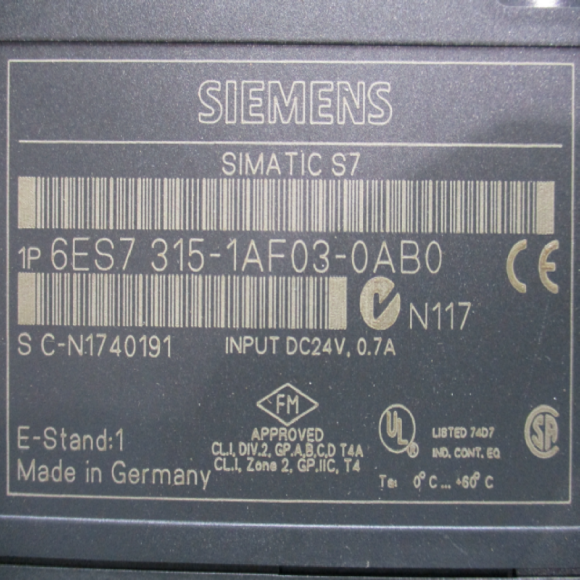 SIEMENS
SIMATIC S7
1P 6ES7 315-1AF03-0AB0
CE
N117
S C-N1740191 INPUT DC24V, 0.7A
FM
APPROVED
CL.I, DIV.2, GP.A,B,C,D T4A
CL.I, Zone 2, GP.IIC, T4
UL
®
LISTED 74D7
IND. CONT. EQ
SA
E-Stand:1
Made in Germany
Ta: 0°C ... +60°C